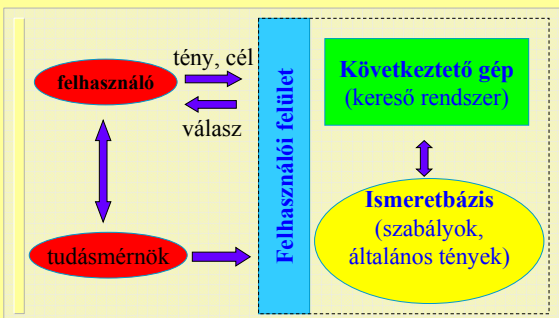 felhasználó
tény, cél
válasz
tudásmérnök
Felhasználói felület
Következtető gép
(kereső rendszer)
Ismeretbázis
(szabályok,
általános tények)